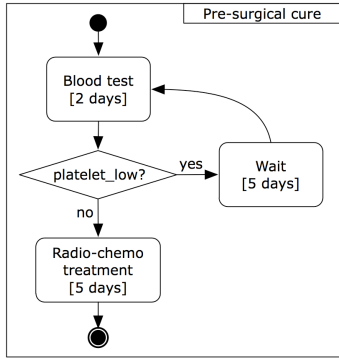 Pre-surgical cure
Blood test
[2 days]
platelet_low?
yes
Wait
[5 days]
no
Radio-chemo
treatment
[5 days]